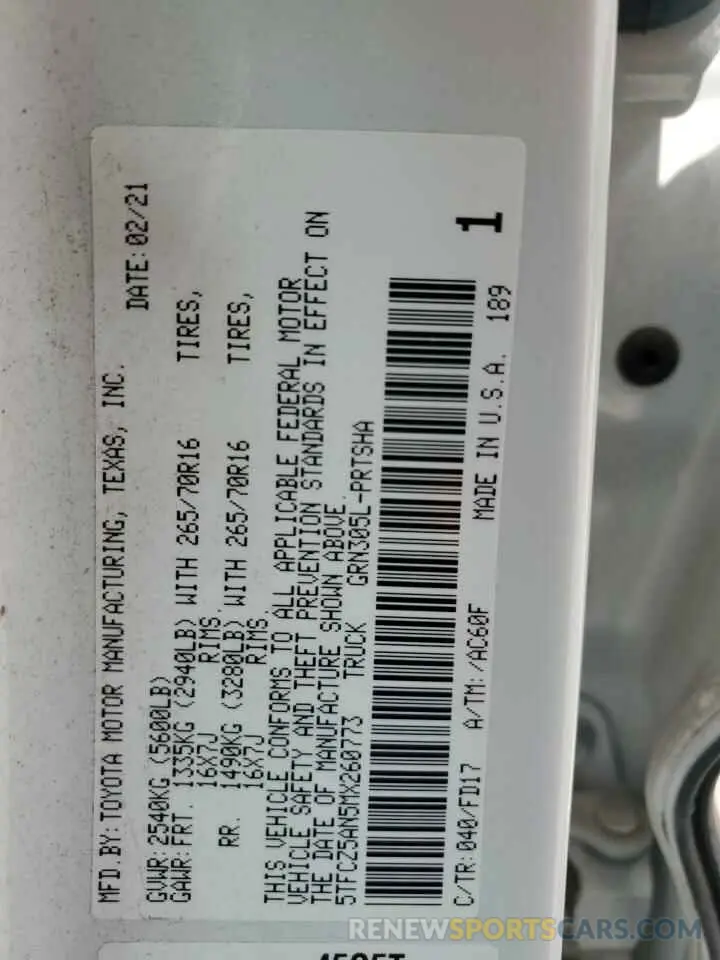 MFD.BY:TOYOTA MOTOR MANUFACTURING, TEXAS, INC.
DATE:02/21
GVWR:2540KG (5600LB)
GAWR:FRT. 1335KG (2940LB) WITH 265/70R16 TIRES,
16X7J RIMS.
RR. 1490KG (3280LB) WITH 265/70R16 TIRES,
16X7J RIMS.
THIS VEHICLE CONFORMS TO ALL APPLICABLE FEDERAL MOTOR
VEHICLE SAFETY AND THEFT PREVENTION STANDARDS IN EFFECT ON
THE DATE OF MANUFACTURE SHOWN ABOVE.
5TFCZ5AN5MX260773 TRUCK GRN305L-PRTSHA
1
C/TR:040/FD17 A/TM:/AC60F MADE IN U.S.A. 189
RENEWSPORTSCARS.COM